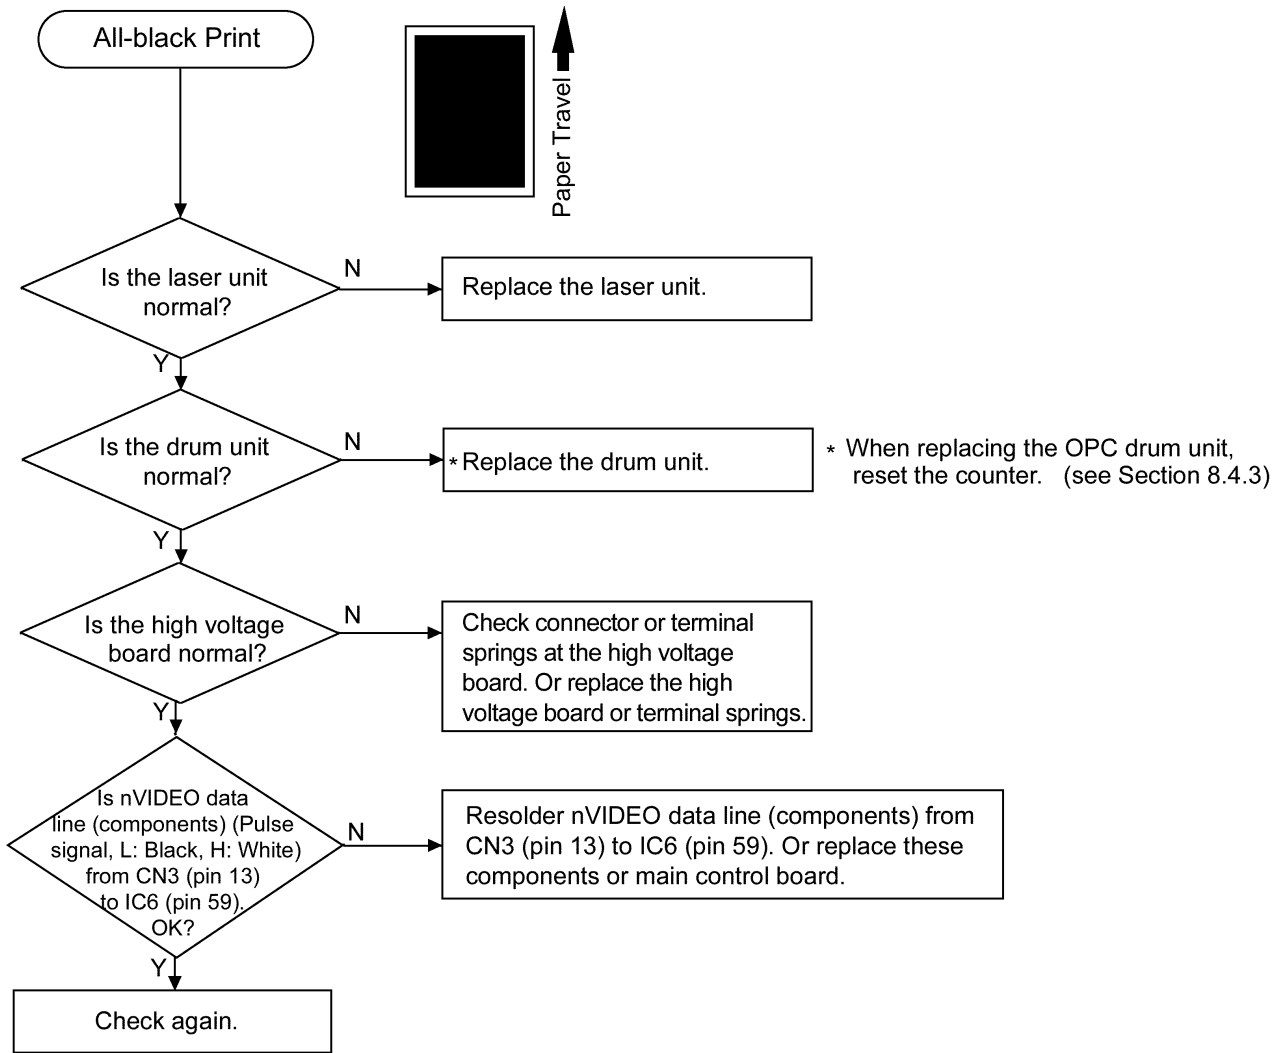 All-black Print
Paper Travel
Is the laser unit
normal?
N
Replace the laser unit.
Y
Is the drum unit
normal?
N
*Replace the drum unit.
* When replacing the OPC drum unit,
reset the counter. (see Section 8.4.3)
Y
Is the high voltage
board normal?
N
Check connector or terminal
springs at the high voltage
board. Or replace the high
voltage board or terminal springs.
Y
Is nVIDEO data
line (components) (Pulse
signal, L: Black, H: White)
from CN3 (pin 13)
to IC6 (pin 59).
OK?
N
Resolder nVIDEO data line (components) from
CN3 (pin 13) to IC6 (pin 59). Or replace these
components or main control board.
Y
Check again.